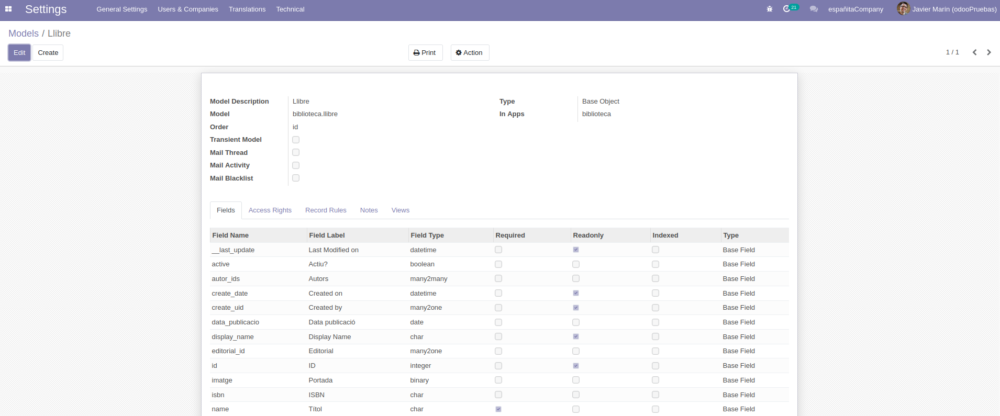 Settings General Settings Users & Companies Translations Technical 21 españitaCompany Javier Marín (odooPruebas)
Models / Llibre
Edit Create Print Action 1 / 1
Model Description Llibre Type Base Object
Model biblioteca.llibre In Apps biblioteca
Order id
Transient Model
Mail Thread
Mail Activity
Mail Blacklist
Fields Access Rights Record Rules Notes Views
Field Name Field Label Field Type Required Readonly Indexed Type
__last_update Last Modified on datetime Base Field
active Actiu? boolean Base Field
autor_ids Autors many2many Base Field
create_date Created on datetime Base Field
create_uid Created by many2one Base Field
data_publicacio Data publicació date Base Field
display_name Display Name char Base Field
editorial_id Editorial many2one Base Field
id ID integer Base Field
imatge Portada binary Base Field
isbn ISBN char Base Field
name Títol char Base Field